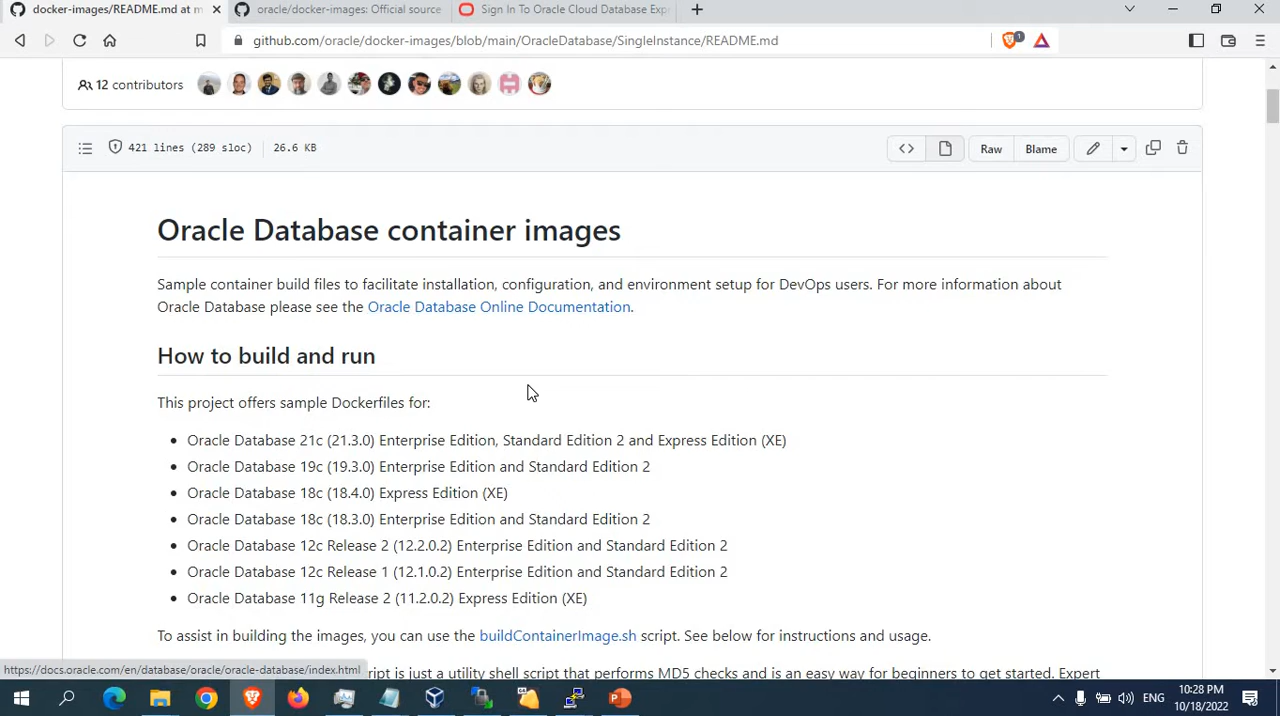 docker-images/README.md at m
oracle/docker-images: Official source
Sign In To Oracle Cloud Database Exp
github.com/oracle/docker-images/blob/main/OracleDatabase/SingleInstance/README.md
1
12 contributors
421 lines (289 sloc) 26.6 KB
Raw Blame
Oracle Database container images
Sample container build files to facilitate installation, configuration, and environment setup for DevOps users. For more information about
Oracle Database please see the Oracle Database Online Documentation.
How to build and run
This project offers sample Dockerfiles for:
• Oracle Database 21c (21.3.0) Enterprise Edition, Standard Edition 2 and Express Edition (XE)
• Oracle Database 19c (19.3.0) Enterprise Edition and Standard Edition 2
• Oracle Database 18c (18.4.0) Express Edition (XE)
• Oracle Database 18c (18.3.0) Enterprise Edition and Standard Edition 2
• Oracle Database 12c Release 2 (12.2.0.2) Enterprise Edition and Standard Edition 2
• Oracle Database 12c Release 1 (12.1.0.2) Enterprise Edition and Standard Edition 2
• Oracle Database 11g Release 2 (11.2.0.2) Express Edition (XE)
To assist in building the images, you can use the buildContainerImage.sh script. See below for instructions and usage.
https://docs.oracle.com/en/database/oracle/oracle-database/index.html
script is just a utility shell script that performs MD5 checks and is an easy way for beginners to get started. Expert
ENG
10:28 PM
10/18/2022